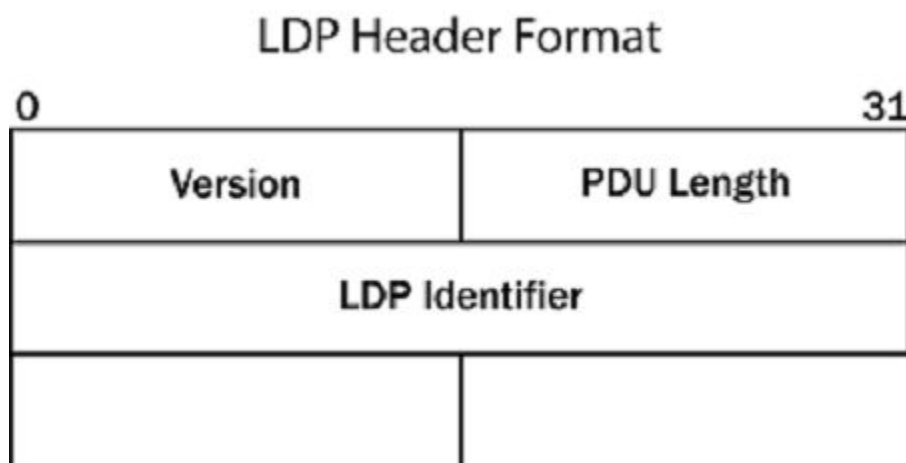 LDP Header Format
0 31
Version PDU Length
LDP Identifier